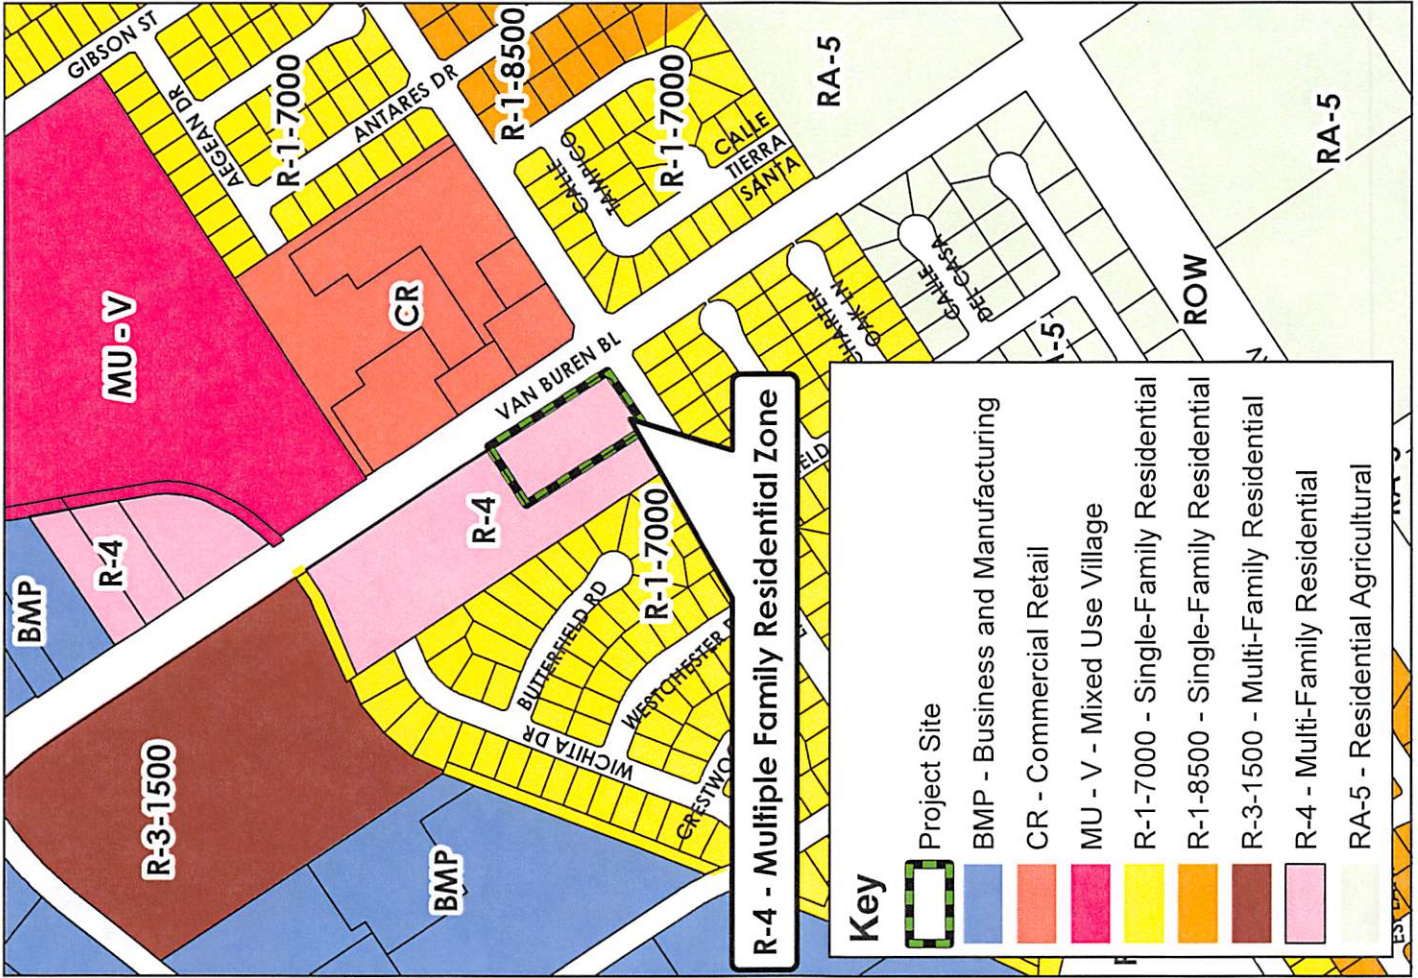 GIBSON ST
AEGEAN DR
R-1-7000
ANTARES DR
R-1-8500
MU - V
CR
CALLE
TAMPICO
R-1-7000
CALLE
TIERRA
SANTA
RA-5
VAN BUREN BL
BMP
R-4
R-4
R-3-1500
BMP
R-1-7000
BUTTERFIELD RD
WICHITA DR
WESTCHESTER
CHARTER
OAK LN
CALLE
DEL CASA
ROW
RA-5
R-4 - Multiple Family Residential Zone
Key
Project Site
BMP - Business and Manufacturing
CR - Commercial Retail
MU - V - Mixed Use Village
R-1-7000 - Single-Family Residential
R-1-8500 - Single-Family Residential
R-3-1500 - Multi-Family Residential
R-4 - Multi-Family Residential
RA-5 - Residential Agricultural